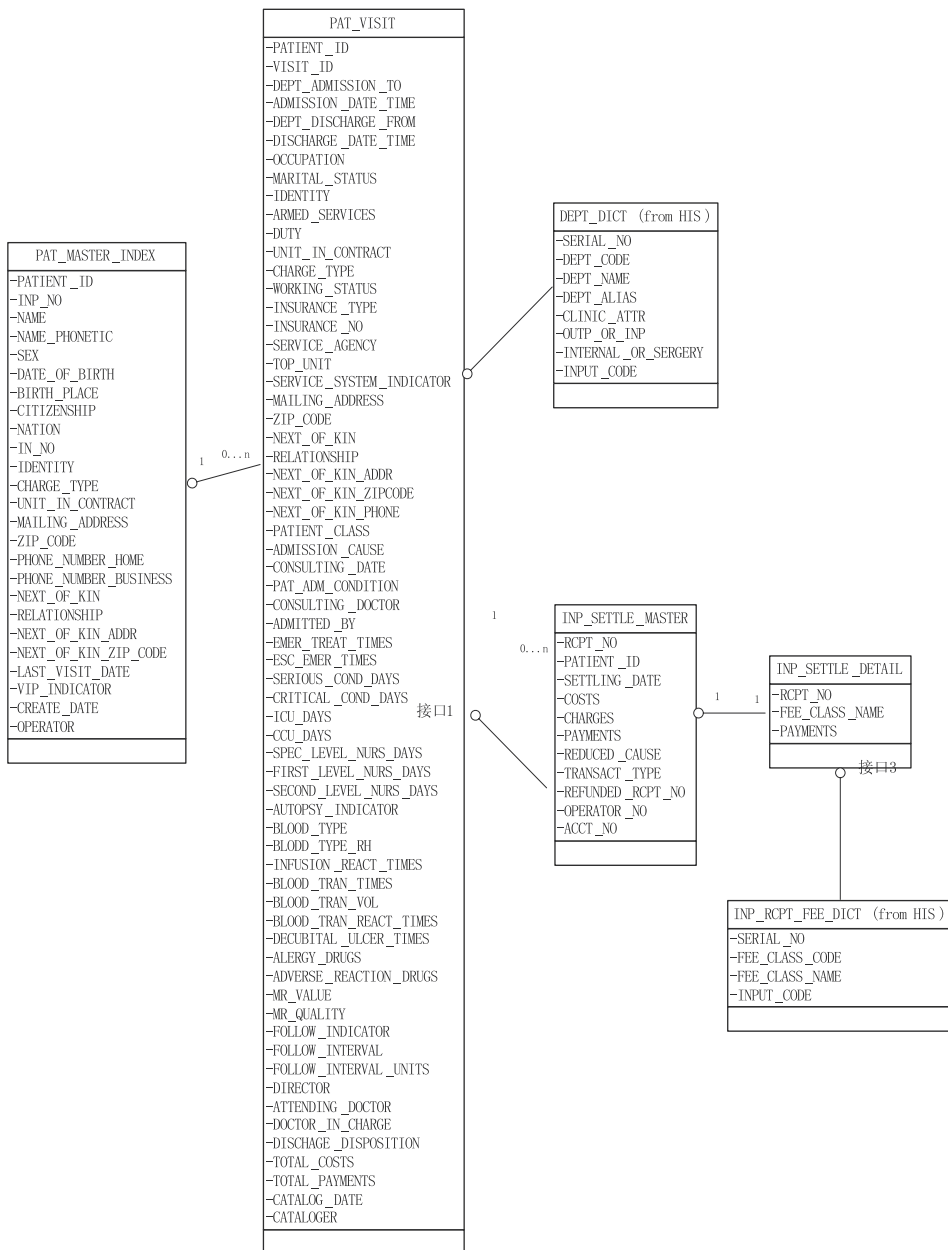 PAT_VISIT
-PATIENT_ID
-VISIT_ID
-DEPT_ADMISSION_TO
-ADMISSION_DATE_TIME
-DEPT_DISCHARGE_FROM
-DISCHARGE_DATE_TIME
-OCCUPATION
-MARITAL_STATUS
-IDENTITY
-ARMED_SERVICES
-DUTY
-UNIT_IN_CONTRACT
-CHARGE_TYPE
-WORKING_STATUS
-INSURANCE_TYPE
-INSURANCE_NO
-SERVICE_AGENCY
-TOP_UNIT
-SERVICE_SYSTEM_INDICATOR
-MAILING_ADDRESS
-ZIP_CODE
-NEXT_OF_KIN
-RELATIONSHIP
-NEXT_OF_KIN_ADDR
-NEXT_OF_KIN_ZIPCODE
-NEXT_OF_KIN_PHONE
-PATIENT_CLASS
-ADMISSION_CAUSE
-CONSULTING_DATE
-PAT_ADM_CONDITION
-CONSULTING_DOCTOR
-ADMITTED_BY
-EMER_TREAT_TIMES
-ESC_EMER_TIMES
-SERIOUS_COND_DAYS
-CRITICAL_COND_DAYS
-ICU_DAYS
-CCU_DAYS
-SPEC_LEVEL_NURS_DAYS
-FIRST_LEVEL_NURS_DAYS
-SECOND_LEVEL_NURS_DAYS
-AUTOPSY_INDICATOR
-BLOOD_TYPE
-BLODD_TYPE_RH
-INFUSION_REACT_TIMES
-BLOOD_TRAN_TIMES
-BLOOD_TRAN_VOL
-BLOOD_TRAN_REACT_TIMES
-DECUBITAL_ULCER_TIMES
-ALERGY_DRUGS
-ADVERSE_REACTION_DRUGS
-MR_VALUE
-MR_QUALITY
-FOLLOW_INDICATOR
-FOLLOW_INTERVAL
-FOLLOW_INTERVAL_UNITS
-DIRECTOR
-ATTENDING_DOCTOR
-DOCTOR_IN_CHARGE
-DISCHAGE_DISPOSITION
-TOTAL_COSTS
-TOTAL_PAYMENTS
-CATALOG_DATE
-CATALOGER
PAT_MASTER_INDEX
-PATIENT_ID
-INP_NO
-NAME
-NAME_PHONETIC
-SEX
-DATE_OF_BIRTH
-BIRTH_PLACE
-CITIZENSHIP
-NATION
-IN_NO
-IDENTITY
-CHARGE_TYPE
-UNIT_IN_CONTRACT
-MAILING_ADDRESS
-ZIP_CODE
-PHONE_NUMBER_HOME
-PHONE_NUMBER_BUSINESS
-NEXT_OF_KIN
-RELATIONSHIP
-NEXT_OF_KIN_ADDR
-NEXT_OF_KIN_ZIP_CODE
-LAST_VISIT_DATE
-VIP_INDICATOR
-CREATE_DATE
-OPERATOR
1
0...n
DEPT_DICT (from HIS)
-SERIAL_NO
-DEPT_CODE
-DEPT_NAME
-DEPT_ALIAS
-CLINIC_ATTR
-OUTP_OR_INP
-INTERNAL_OR_SERGERY
-INPUT_CODE
1
0...n
接口1
INP_SETTLE_MASTER
-RCPT_NO
-PATIENT_ID
-SETTLING_DATE
-COSTS
-CHARGES
-PAYMENTS
-REDUCED_CAUSE
-TRANSACT_TYPE
-REFUNDED_RCPT_NO
-OPERATOR_NO
-ACCT_NO
1
1
INP_SETTLE_DETAIL
-RCPT_NO
-FEE_CLASS_NAME
-PAYMENTS
接口3
INP_RCPT_FEE_DICT (from HIS)
-SERIAL_NO
-FEE_CLASS_CODE
-FEE_CLASS_NAME
-INPUT_CODE